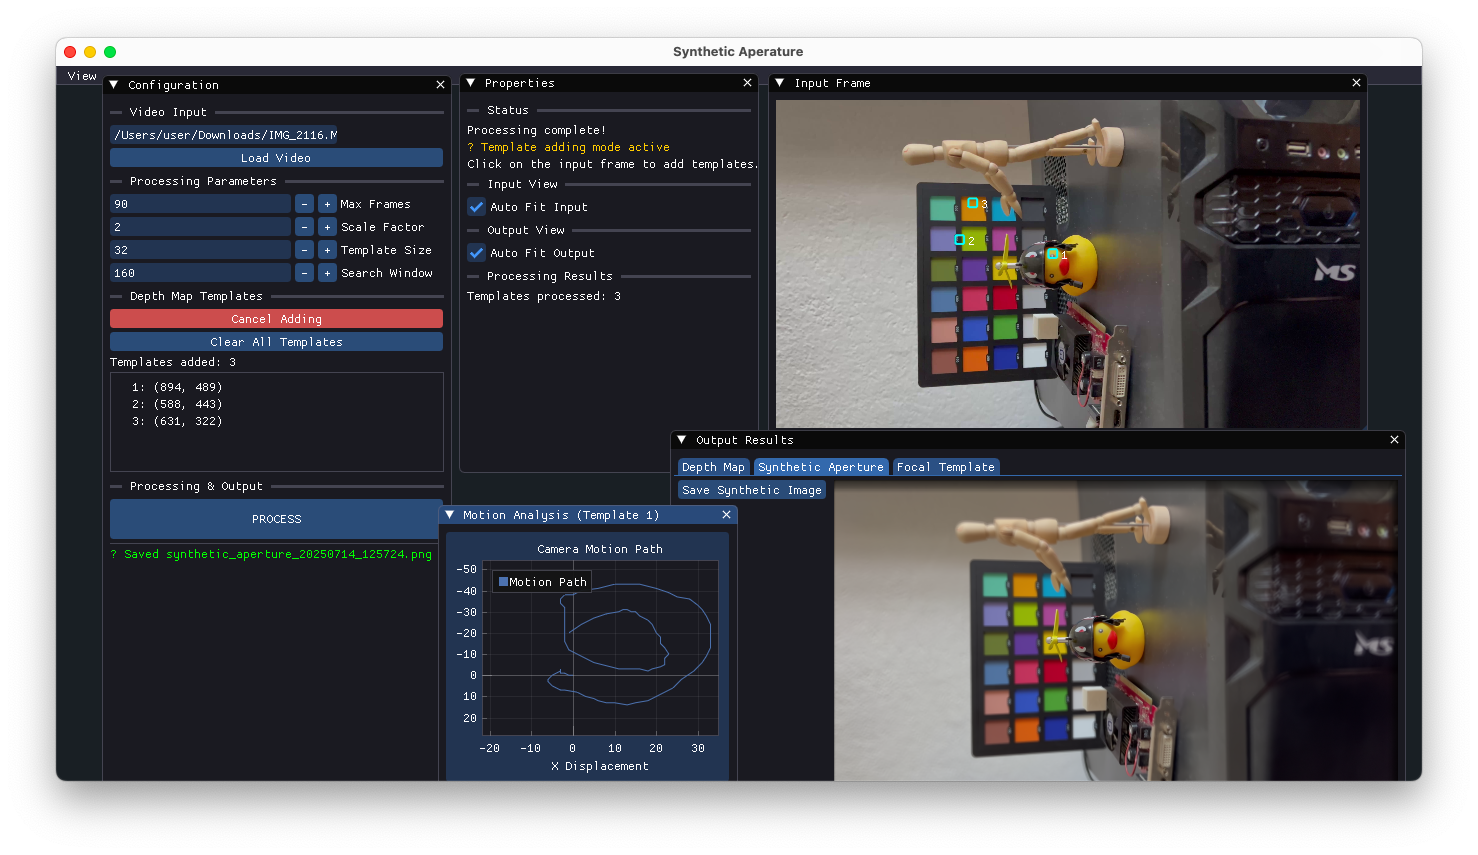 Synthetic Aperature
View
Configuration
Video Input
/Users/user/Downloads/IMG_2116.M
Load Video
Processing Parameters
90 - + Max Frames
2 - + Scale Factor
32 - + Template Size
160 - + Search Window
Depth Map Templates
Cancel Adding
Clear All Templates
Templates added: 3
1: (894, 489)
2: (588, 443)
3: (631, 322)
Processing & Output
PROCESS
? Saved synthetic_aperture_20250714_125724.png
Properties
Status
Processing complete!
? Template adding mode active
Click on the input frame to add templates.
Input View
Auto Fit Input
Output View
Auto Fit Output
Processing Results
Templates processed: 3
Input Frame
3
2
1
Output Results
Depth Map Synthetic Aperture Focal Template
Save Synthetic Image
Motion Analysis (Template 1)
Camera Motion Path
Motion Path
-50
-40
-30
-20
-10
0
10
20
-20 -10 0 10 20 30
X Displacement